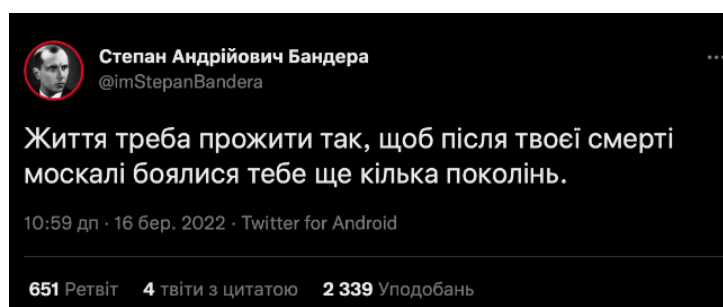 Степан Андрійович Бандера
@imStepanBandera
Життя треба прожити так, щоб після твоєї смерті
москалі боялися тебе ще кілька поколінь.
10:59 дп · 16 бер. 2022 · Twitter for Android
651 Ретвіт 4 твіти з цитатою 2 339 Уподобань